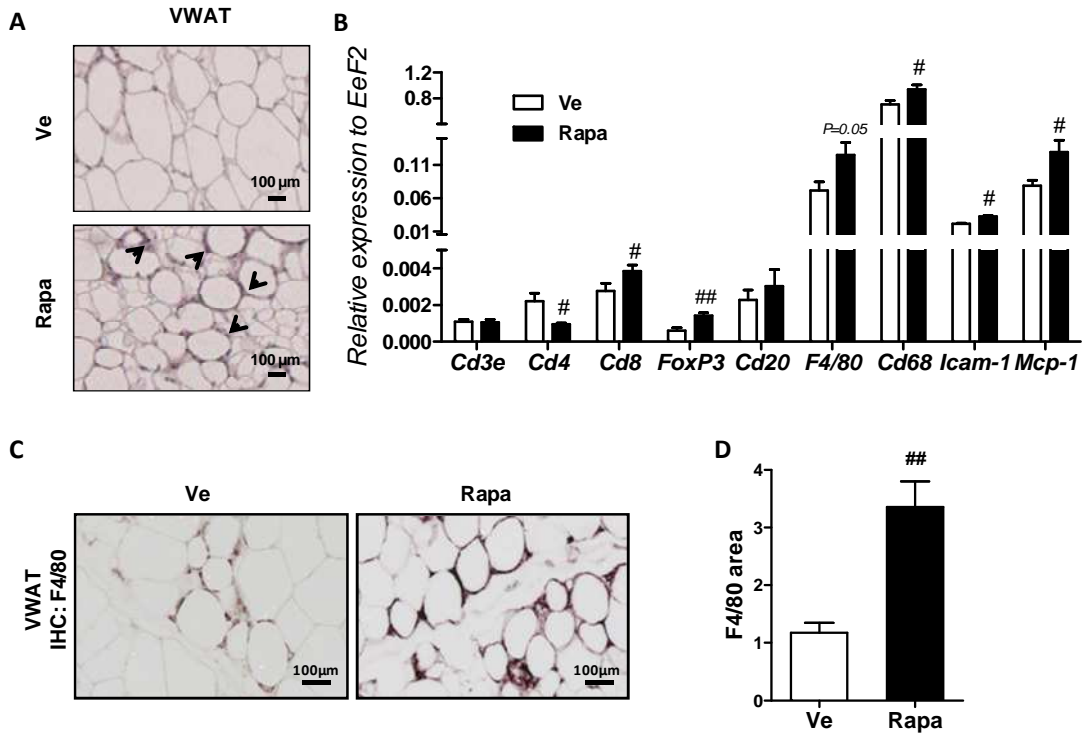 A
VWAT
Ve
100 µm
Rapa
100 µm
B
Relative expression to EeF2
1.2
0.8
0.11
0.06
0.01
0.004
0.002
0.000
Ve
Rapa
#
#
##
P=0.05
#
#
#
Cd3e Cd4 Cd8 FoxP3 Cd20 F4/80 Cd68 Icam-1 Mcp-1
C
Ve
Rapa
VWAT
IHC: F4/80
100µm
100µm
D
F4/80 area
4
3
2
1
0
##
Ve
Rapa